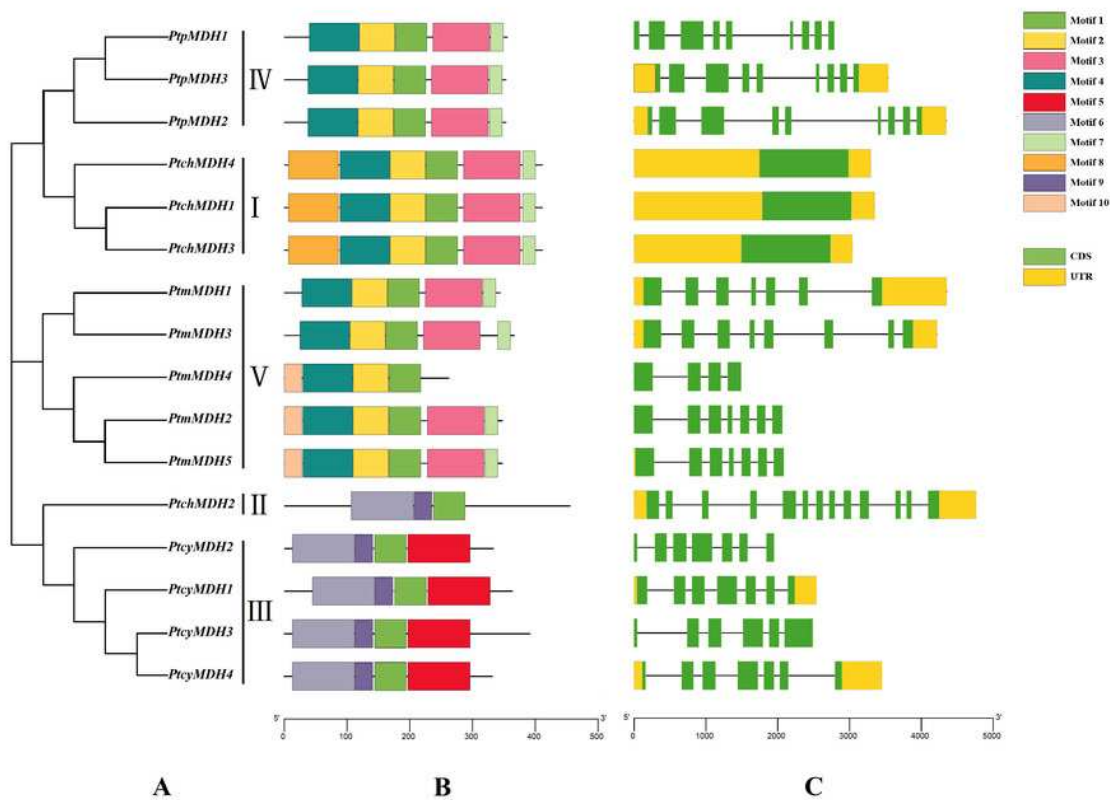 PtpMDH1
PtpMDH3
PtpMDH2
IV
PtchMDH4
PtchMDH1
PtchMDH3
I
PtmMDH1
PtmMDH3
PtmMDH4
PtmMDH2
PtmMDH5
V
PtchMDH2
II
PtcyMDH2
PtcyMDH1
PtcyMDH3
PtcyMDH4
III
5' 3'
0 100 200 300 400 500
5' 3'
0 1000 2000 3000 4000 5000
Motif 1
Motif 2
Motif 3
Motif 4
Motif 5
Motif 6
Motif 7
Motif 8
Motif 9
Motif 10
CDS
UTR
A B C